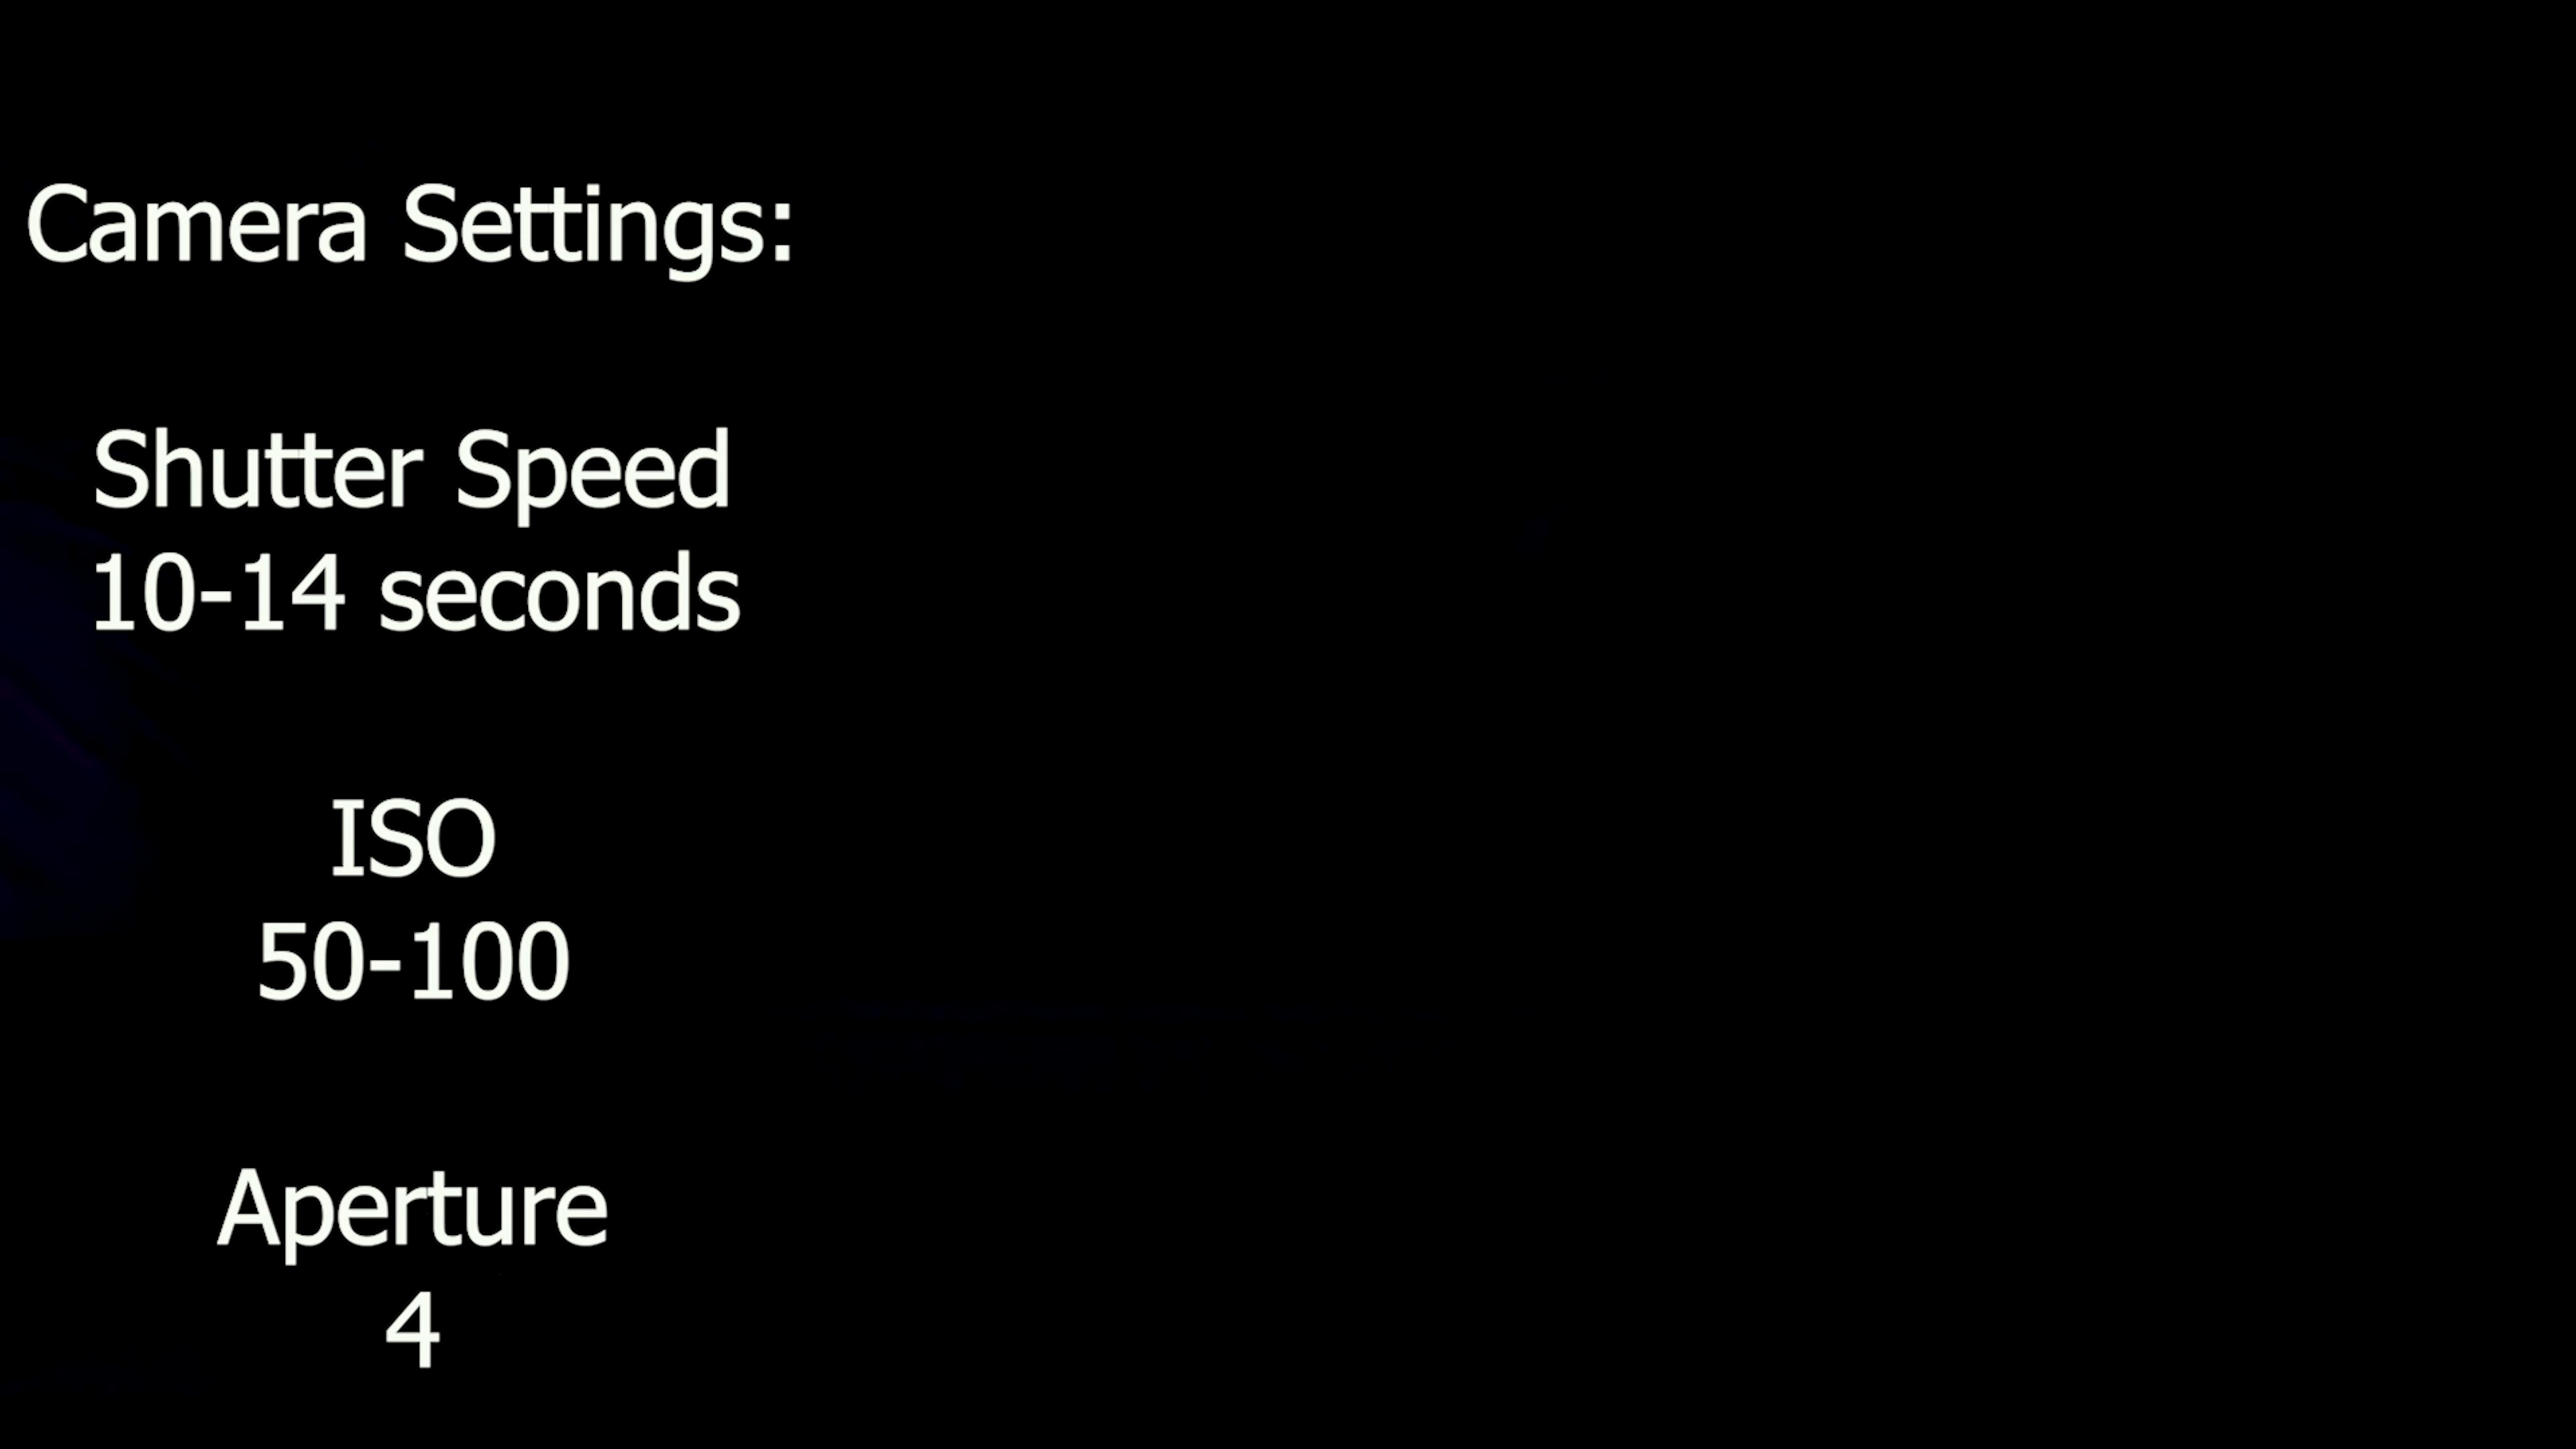 Camera Settings:
Shutter Speed
10-14 seconds
ISO
50-100
Aperture
4